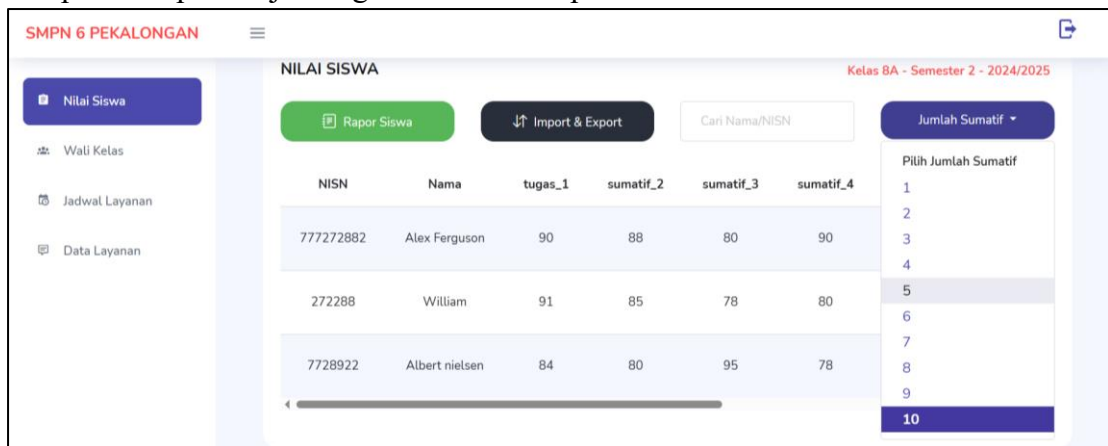 SMPN 6 PEKALONGAN
NILAI SISWA
Kelas 8A - Semester 2 - 2024/2025
Nilai Siswa
Wali Kelas
Jadwal Layanan
Data Layanan
Rapor Siswa
Import & Export
Cari Nama/NISN
Jumlah Sumatif
Pilih Jumlah Sumatif
1
2
3
4
5
6
7
8
9
10
NISN Nama tugas_1 sumatif_2 sumatif_3 sumatif_4
777272882 Alex Ferguson 90 88 80 90
272288 William 91 85 78 80
7728922 Albert nielsen 84 80 95 78